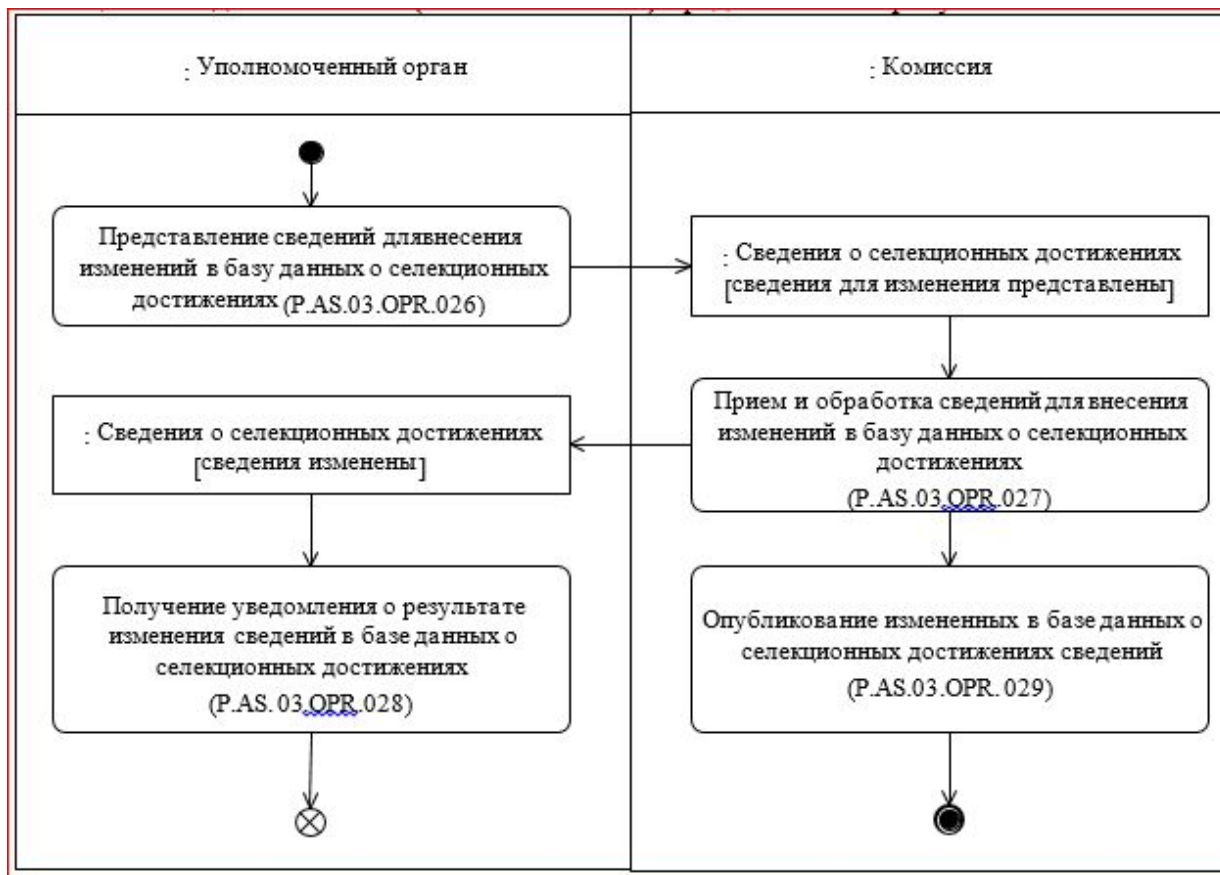 : Уполномоченный орган
: Комиссия
Представление сведений длявнесения
изменений в базу данных о селекционных
достижениях (P.AS.03.OPR.026)
: Сведения о селекционных достижениях
[сведения для изменения представлены]
Прием и обработка сведений для внесения
изменений в базу данных о селекционных
достижениях
(P.AS.03.OPR.027)
: Сведения о селекционных достижениях
[сведения изменены]
Получение уведомления о результате
изменения сведений в базе данных о
селекционных достижениях
(P.AS. 03.OPR.028)
Опубликование измененных в базе данных о
селекционных достижениях сведений
(P.AS.03.OPR. 029)